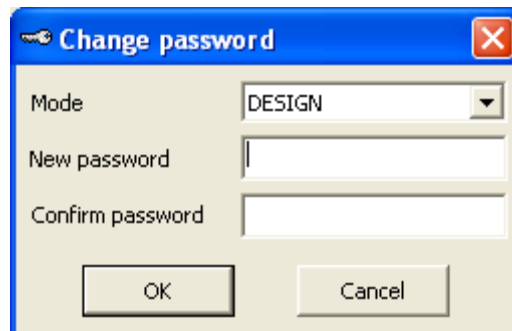 Change password
Mode DESIGN
New password
Confirm password
OK Cancel